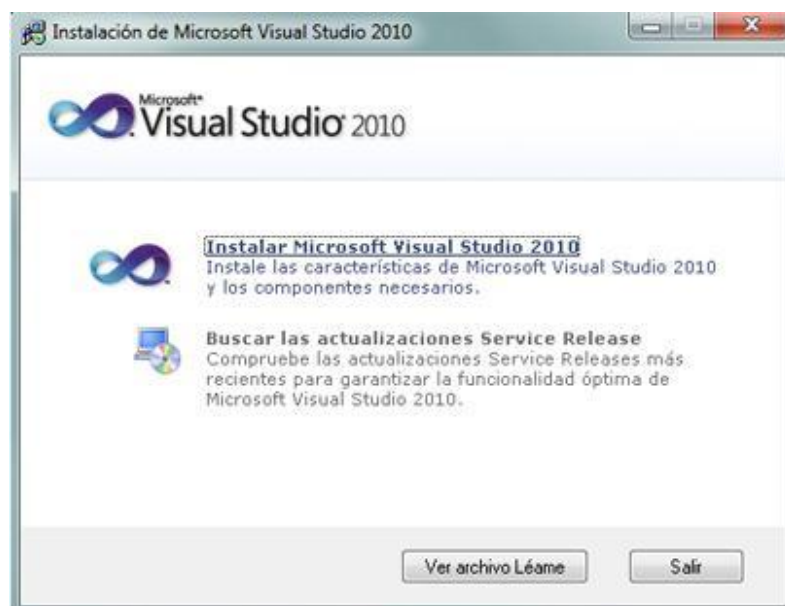 Instalación de Microsoft Visual Studio 2010
Microsoft®
Visual Studio 2010
Instalar Microsoft Visual Studio 2010
Instale las características de Microsoft Visual Studio 2010
y los componentes necesarios.
Buscar las actualizaciones Service Release
Compruebe las actualizaciones Service Releases más
recientes para garantizar la funcionalidad óptima de
Microsoft Visual Studio 2010.
Ver archivo Léame
Salir